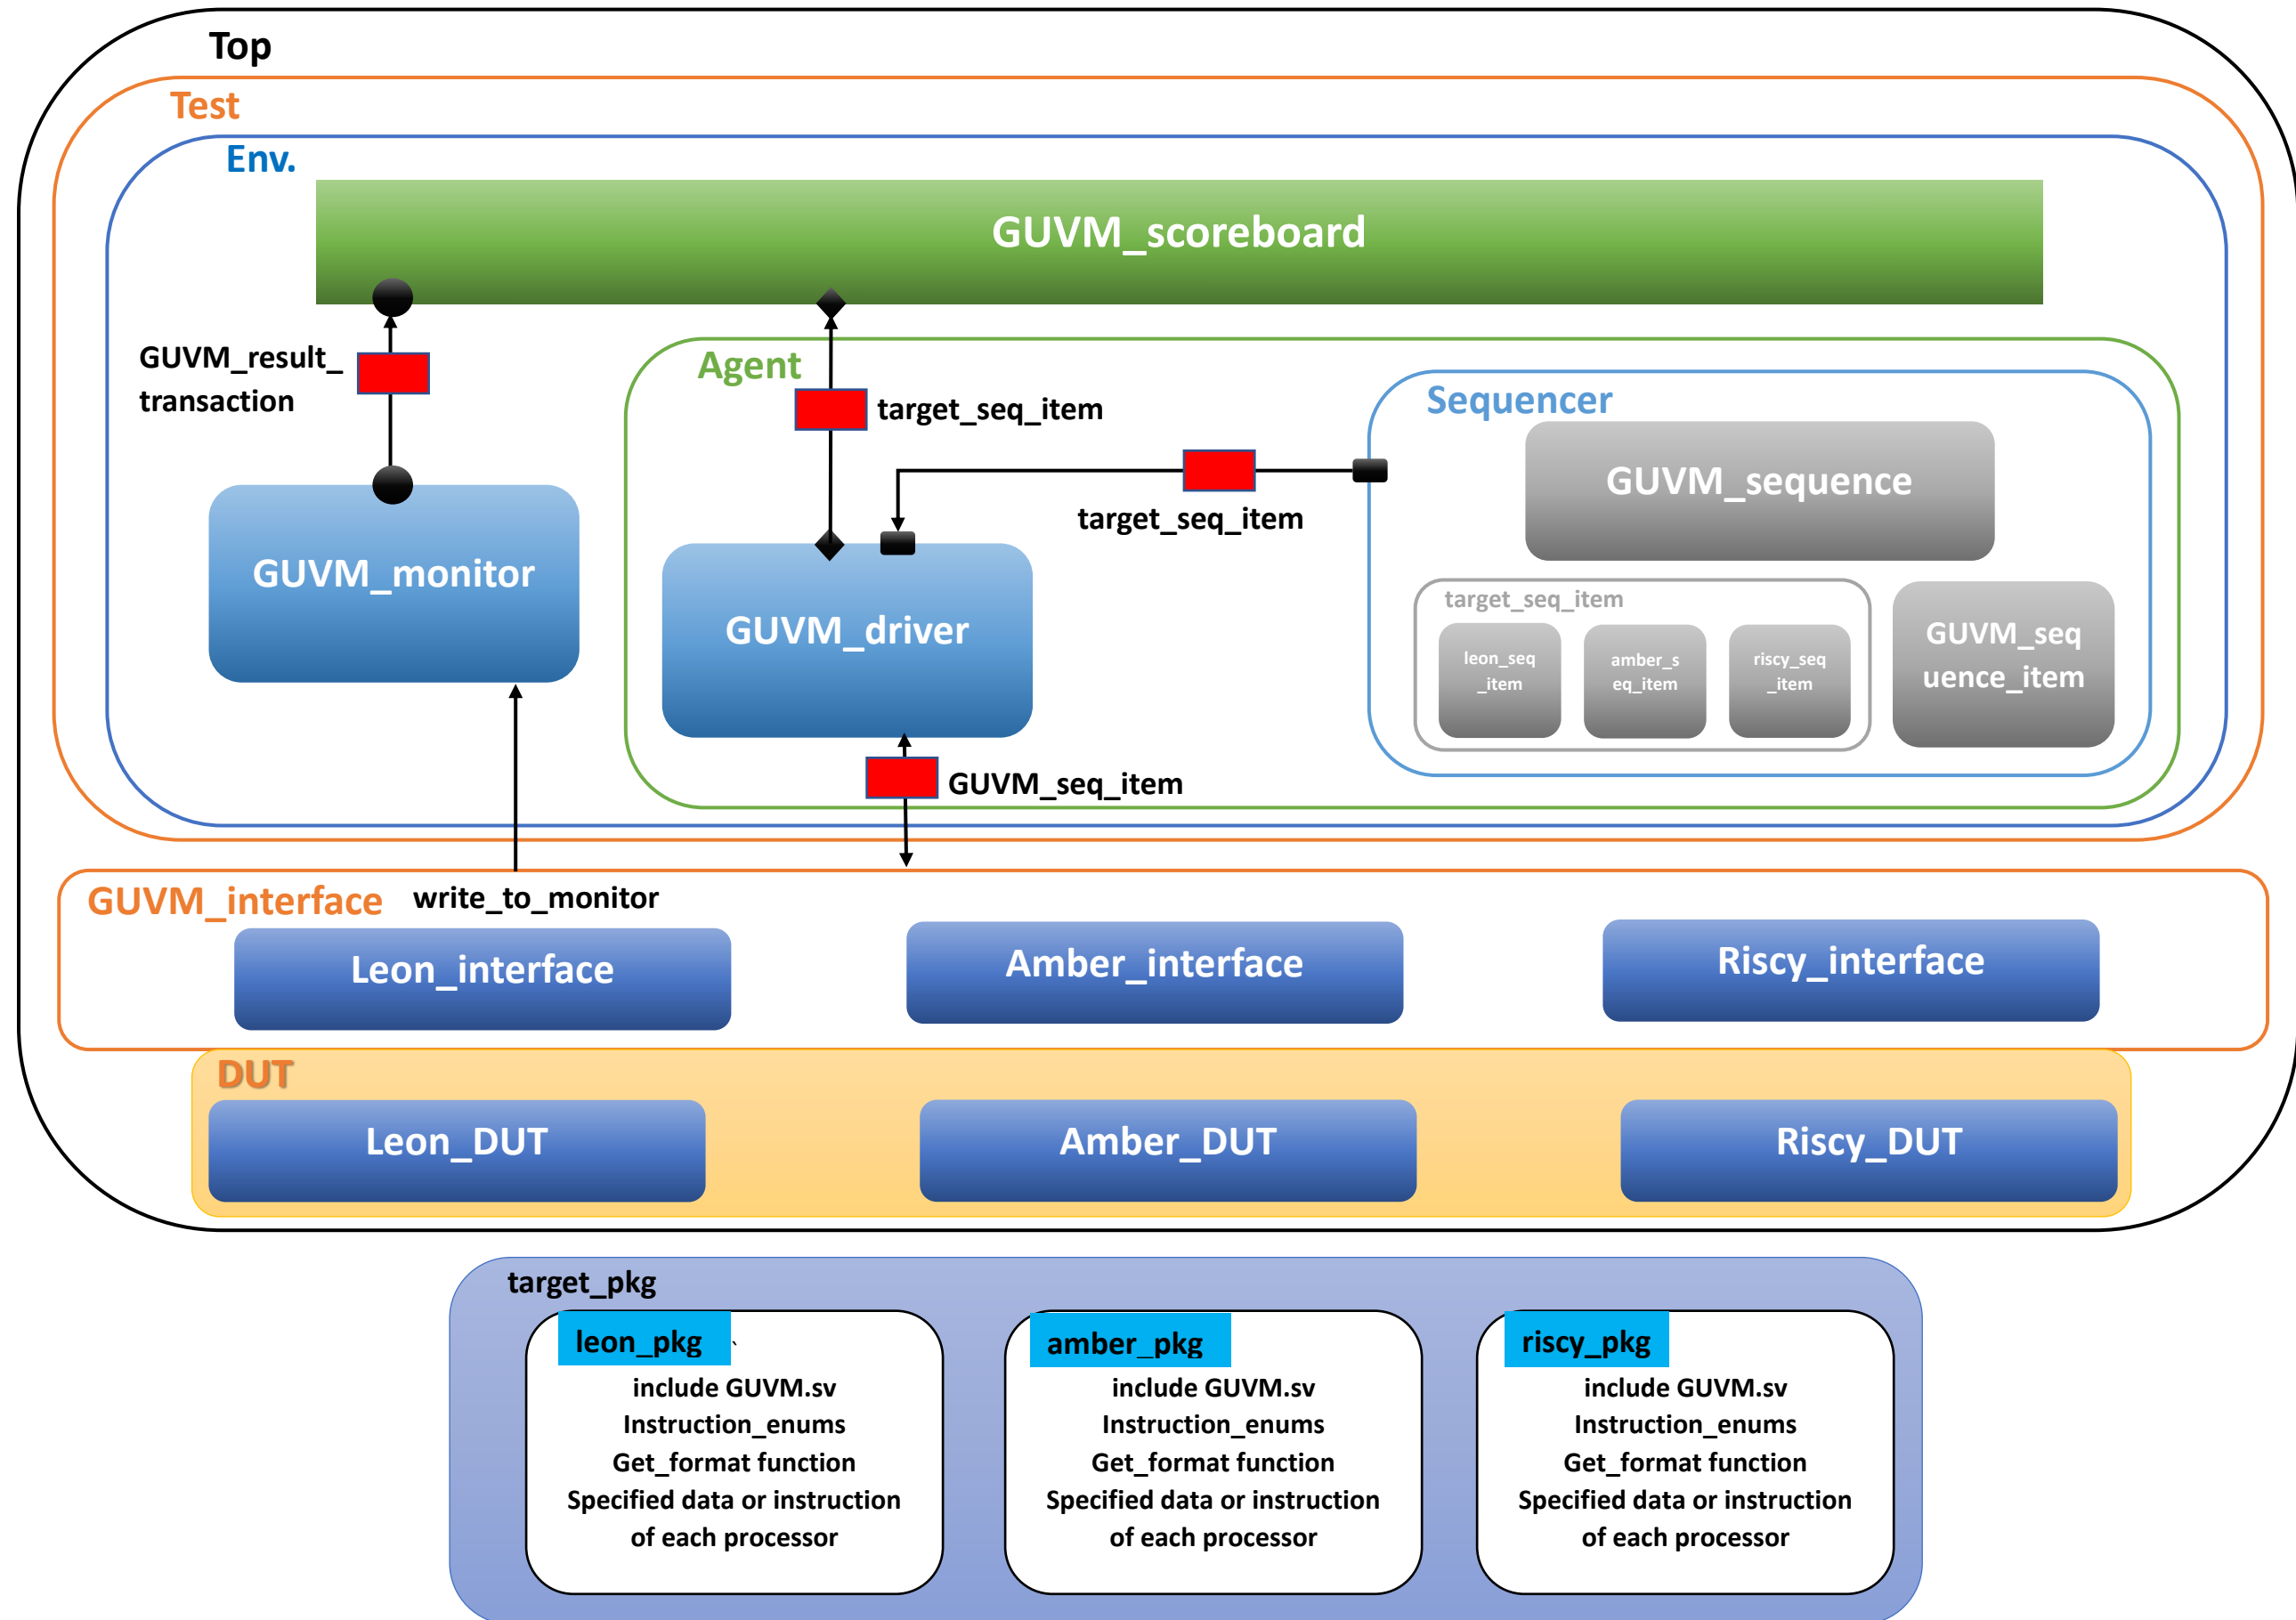 Top
Test
Env.
GUVM_scoreboard
GUVM_result_
transaction
Agent
target_seq_item
Sequencer
GUVM_sequence
target_seq_item
GUVM_monitor
GUVM_driver
target_seq_item
leon_seq
_item
amber_s
eq_item
riscy_seq
_item
GUVM_seq
uence_item
GUVM_seq_item
GUVM_interface
write_to_monitor
Leon_interface
Amber_interface
Riscy_interface
DUT
Leon_DUT
Amber_DUT
Riscy_DUT
target_pkg
leon_pkg `
include GUVM.sv
Instruction_enums
Get_format function
Specified data or instruction
of each processor
amber_pkg
include GUVM.sv
Instruction_enums
Get_format function
Specified data or instruction
of each processor
riscy_pkg
include GUVM.sv
Instruction_enums
Get_format function
Specified data or instruction
of each processor